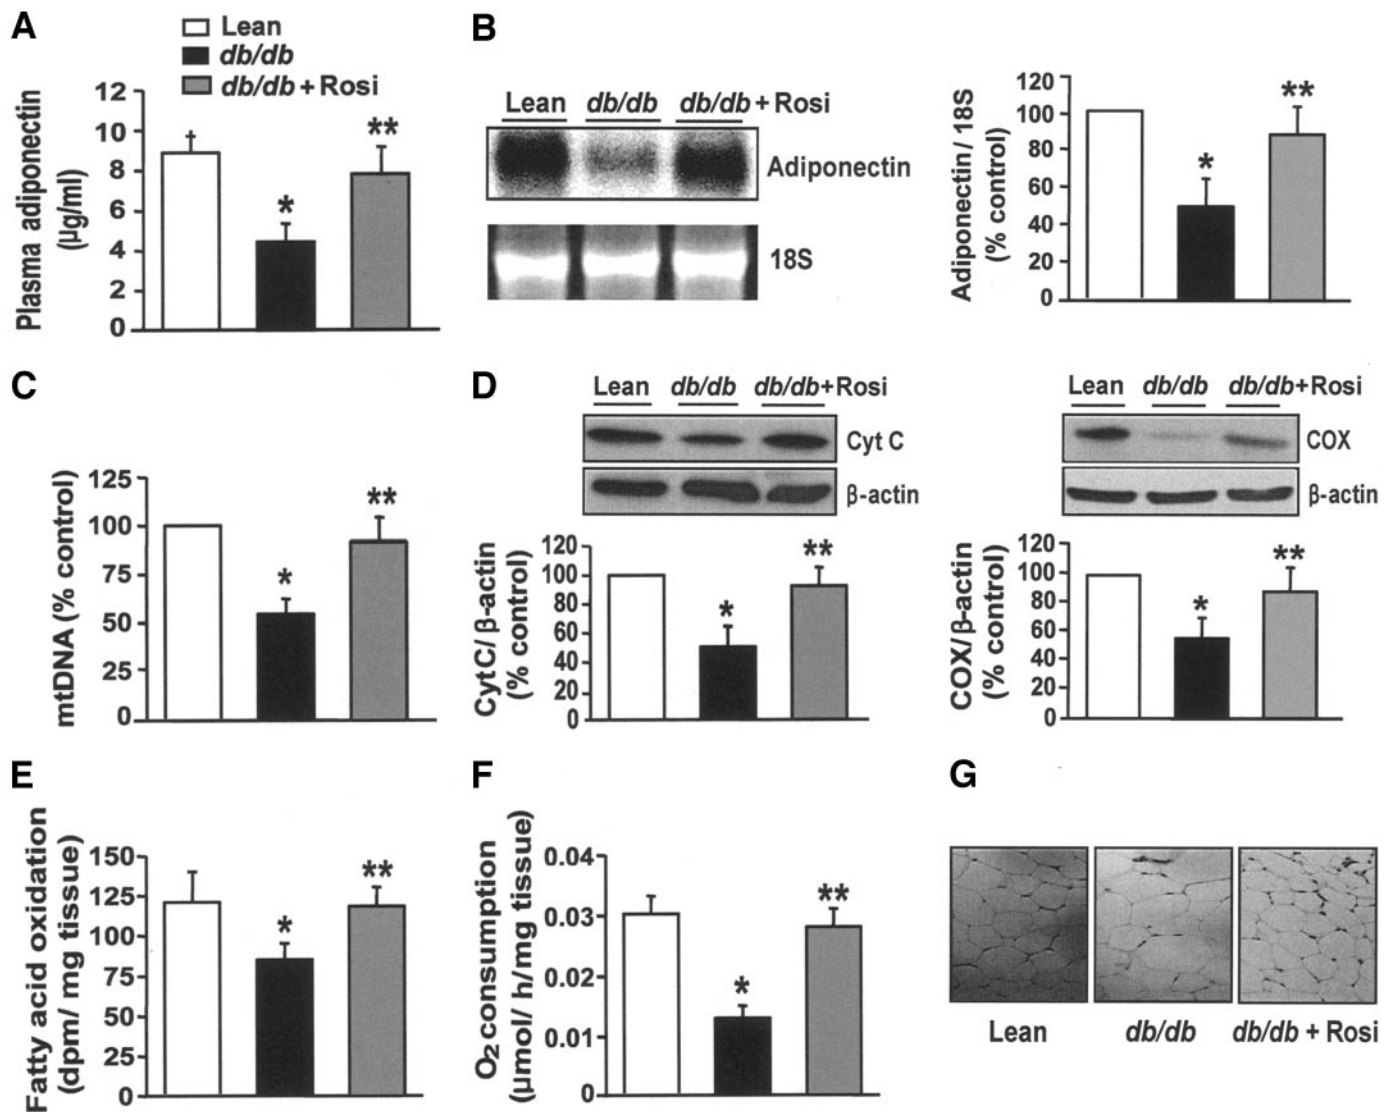 A
Lean
db/db
db/db + Rosi
Plasma adiponectin
(µg/ml)
12
10
8
6
4
2
0
*
**
B
Lean db/db db/db + Rosi
Adiponectin
18S
Adiponectin / 18S
(% control)
120
100
80
60
40
20
0
*
**
C
mtDNA (% control)
125
100
75
50
25
0
*
**
D
Lean db/db db/db+Rosi
Cyt C
β-actin
CytC/ β-actin
(% control)
120
100
80
60
40
20
0
*
**
Lean db/db db/db+Rosi
COX
β-actin
COX/β-actin
(% control)
120
100
80
60
40
20
0
*
**
E
Fatty acid oxidation
(dpm/ mg tissue)
150
125
100
75
50
25
0
*
**
F
O2 consumption
(µmol/ h/mg tissue)
0.04
0.03
0.02
0.01
0
*
**
G
Lean db/db db/db + Rosi